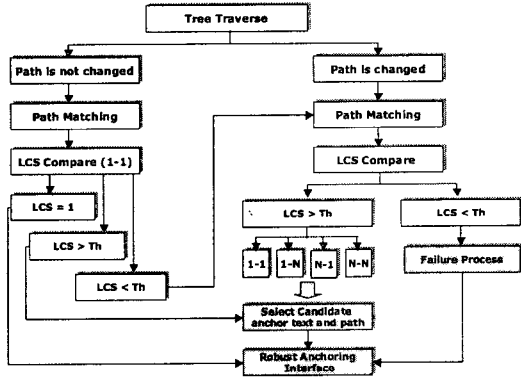 Tree Traverse
Path is not changed
Path is changed
Path Matching
Path Matching
LCS Compare (1-1)
LCS Compare
LCS = 1
LCS > Th
LCS < Th
LCS > Th
LCS < Th
1-1
1-N
N-1
N-N
Failure Process
Select Candidate
anchor text and path
Robust Anchoring
Interface